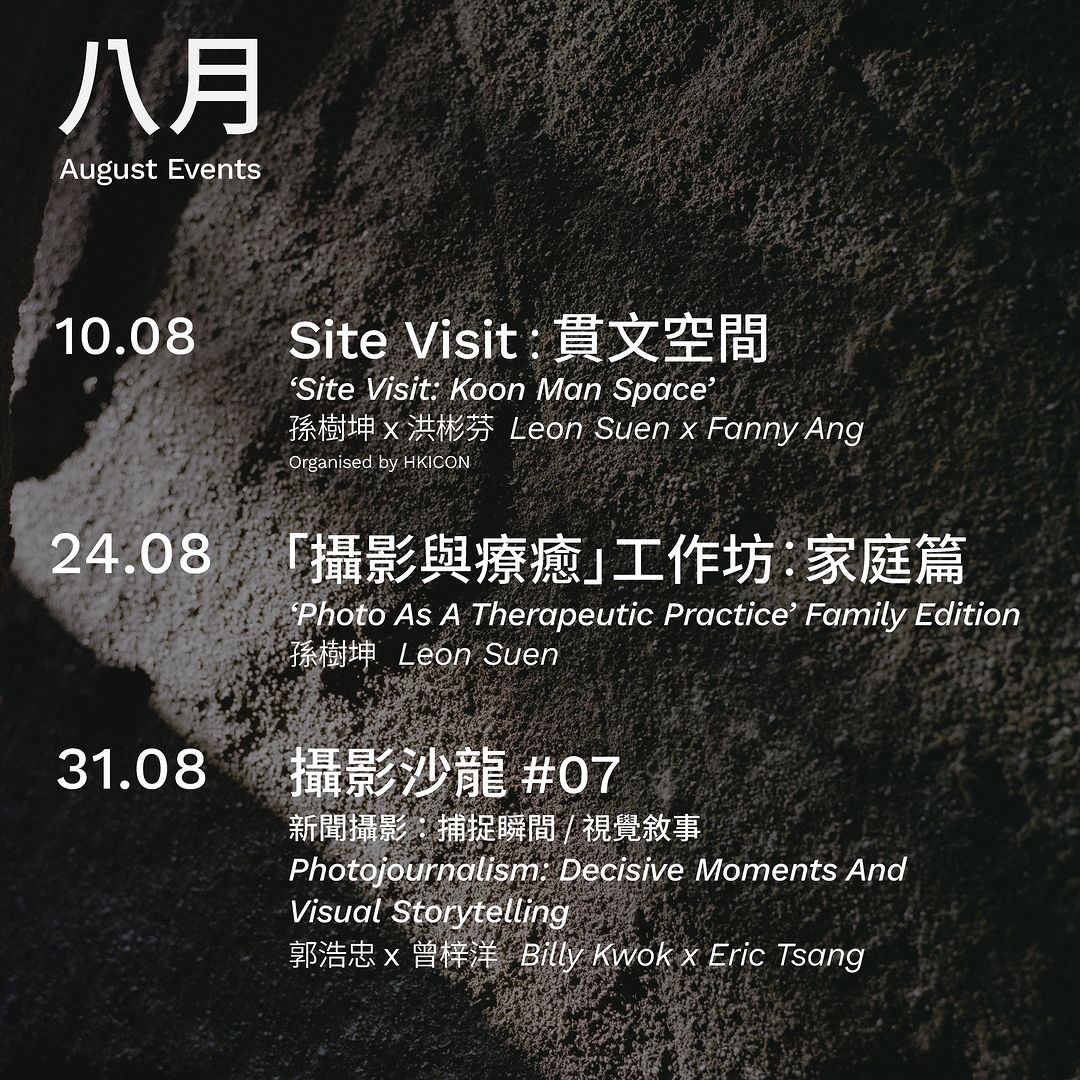 八月
August Events
10.08
Site Visit : 貫文空間
‘Site Visit: Koon Man Space’
孫樹坤 x 洪彬芬 Leon Suen x Fanny Ang
Organised by HKICON
24.08
「攝影與療癒」工作坊：家庭篇
‘Photo As A Therapeutic Practice’ Family Edition
孫樹坤 Leon Suen
31.08
攝影沙龍 #07
新聞攝影：捕捉瞬間 / 視覺敘事
Photojournalism: Decisive Moments And
Visual Storytelling
郭浩忠 x 曾梓洋 Billy Kwok x Eric Tsang